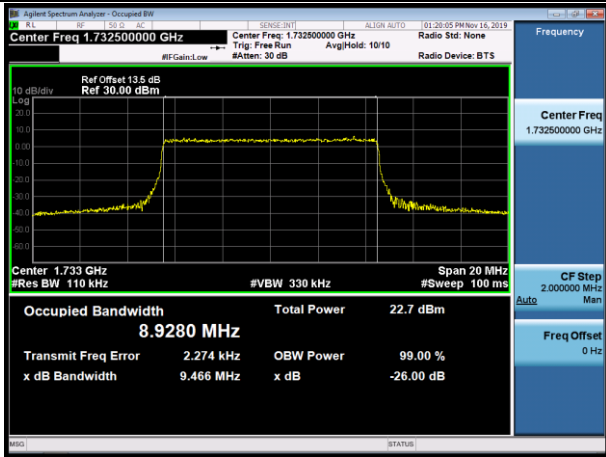 Agilent Spectrum Analyzer - Occupied BW
RL RF 50 Ω AC SENSE:INT ALIGN AUTO 01:20:05 PM Nov 16, 2019
Center Freq 1.732500000 GHz
Center Freq: 1.732500000 GHz Radio Std: None
Trig: Free Run Avg|Hold: 10/10
#IFGain:Low #Atten: 30 dB Radio Device: BTS
Ref Offset 13.5 dB
10 dB/div Ref 30.00 dBm
Log
20.0
10.0
0.00
-10.0
-20.0
-30.0
-40.0
-50.0
-60.0
Center 1.733 GHz Span 20 MHz
#Res BW 110 kHz #VBW 330 kHz #Sweep 100 ms
Occupied Bandwidth Total Power 22.7 dBm
8.9280 MHz
Transmit Freq Error 2.274 kHz OBW Power 99.00 %
x dB Bandwidth 9.466 MHz x dB -26.00 dB
MSG STATUS
Frequency
Center Freq
1.732500000 GHz
CF Step
2.000000 MHz
Auto Man
Freq Offset
0 Hz